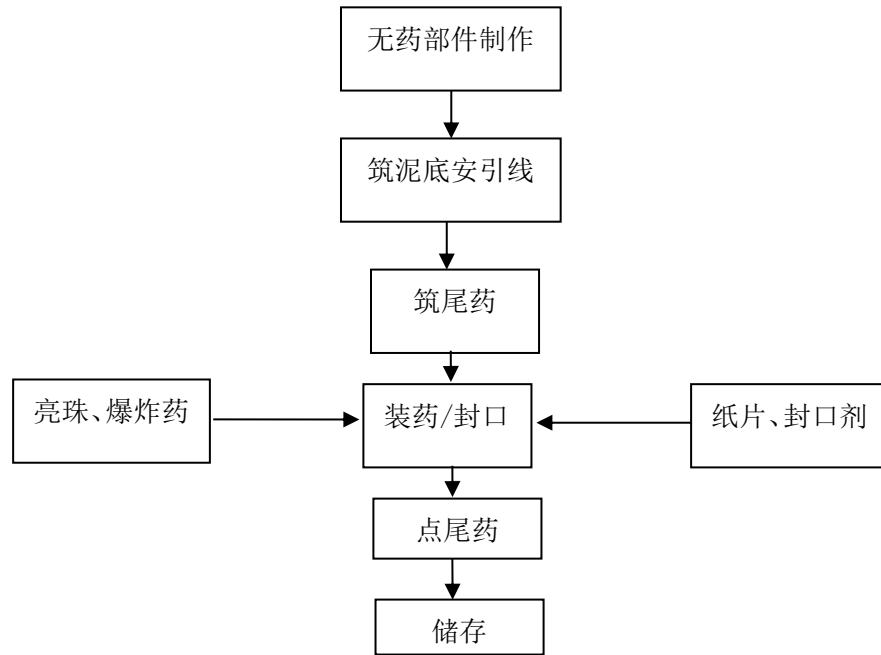 无药部件制作
筑泥底安引线
筑尾药
亮珠、爆炸药
装药/封口
纸片、封口剂
点尾药
储存